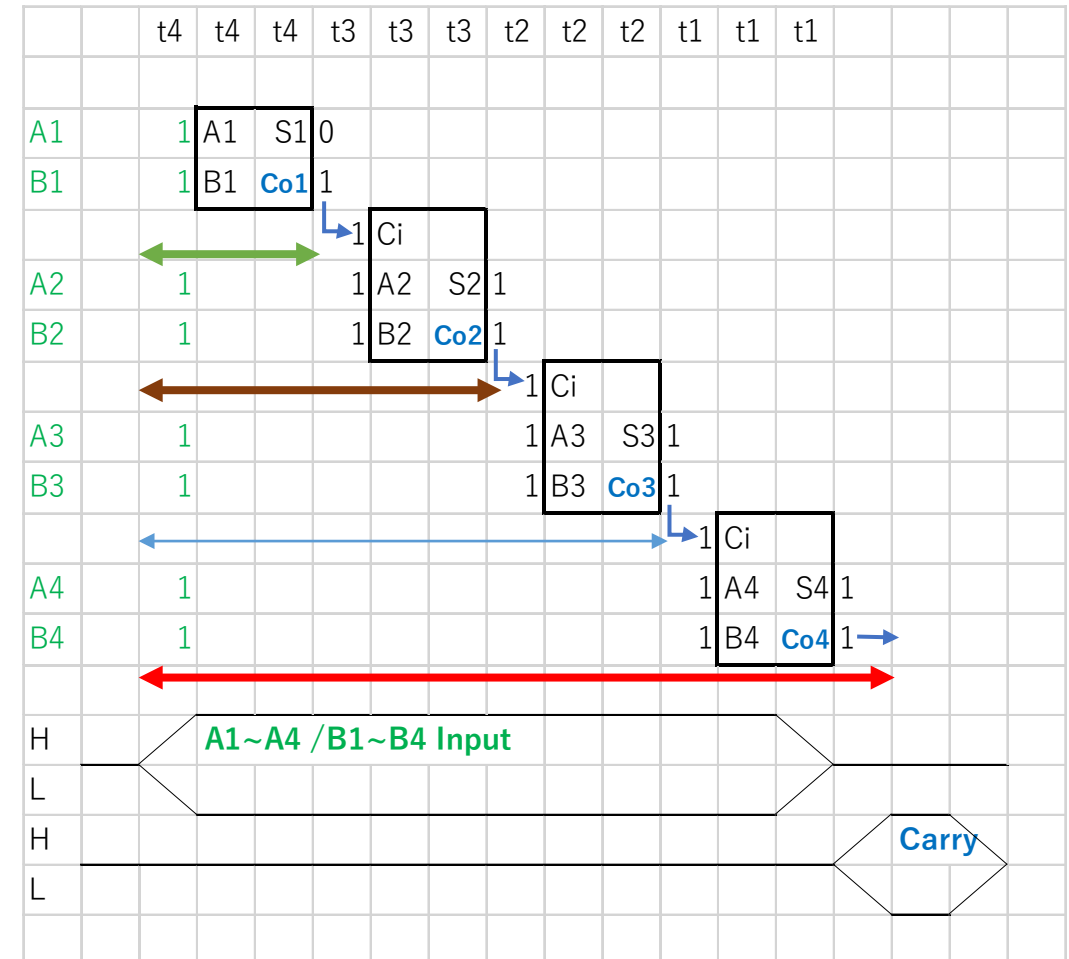 t4 t4 t4 t3 t3 t3 t2 t2 t2 t1 t1 t1
A1 1 A1 S1 0
B1 1 B1 Co1 1
1 Ci
A2 1 1 A2 S2 1
B2 1 1 B2 Co2 1
1 Ci
A3 1 1 A3 S3 1
B3 1 1 B3 Co3 1
1 Ci
A4 1 1 A4 S4 1
B4 1 1 B4 Co4 1
H A1~A4 /B1~B4 Input
L
H Carry
L